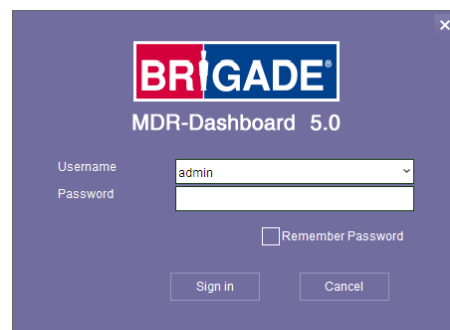 BRIGADE®
MDR-Dashboard 5.0
Username
admin
Password
Remember Password
Sign in
Cancel